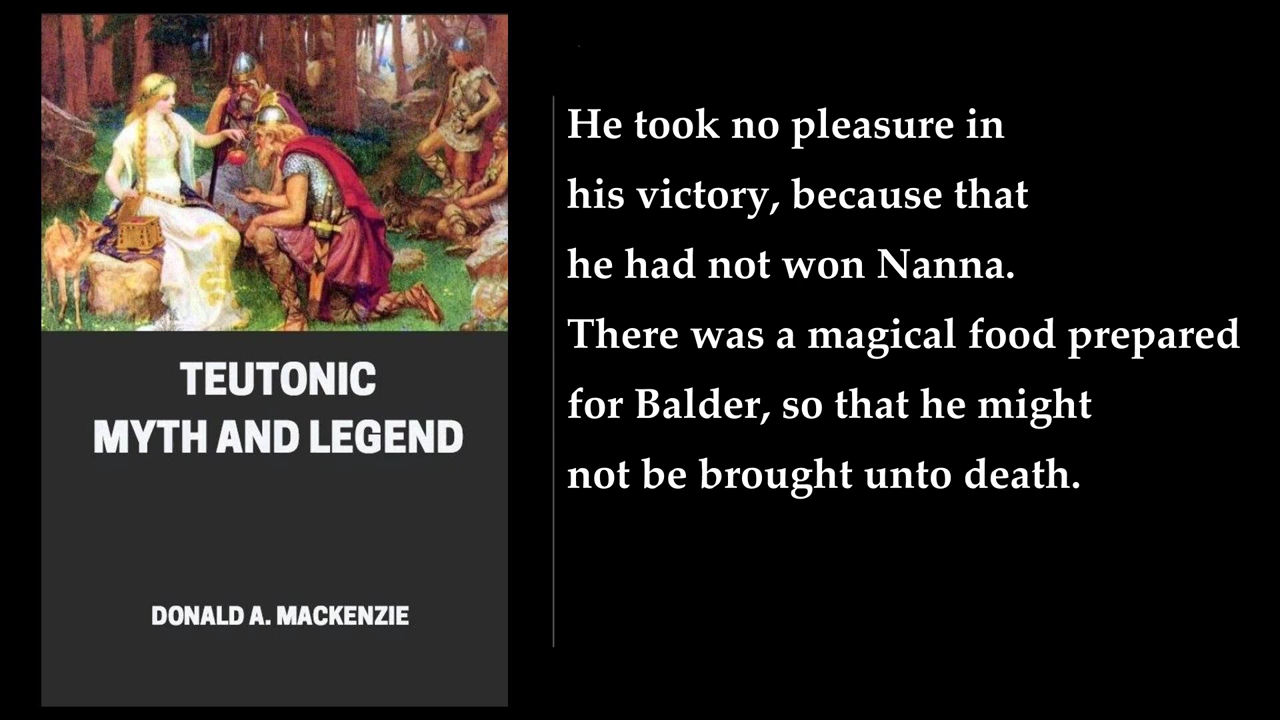 TEUTONIC
MYTH AND LEGEND
DONALD A. MACKENZIE
He took no pleasure in
his victory, because that
he had not won Nanna.
There was a magical food prepared
for Balder, so that he might
not be brought unto death.